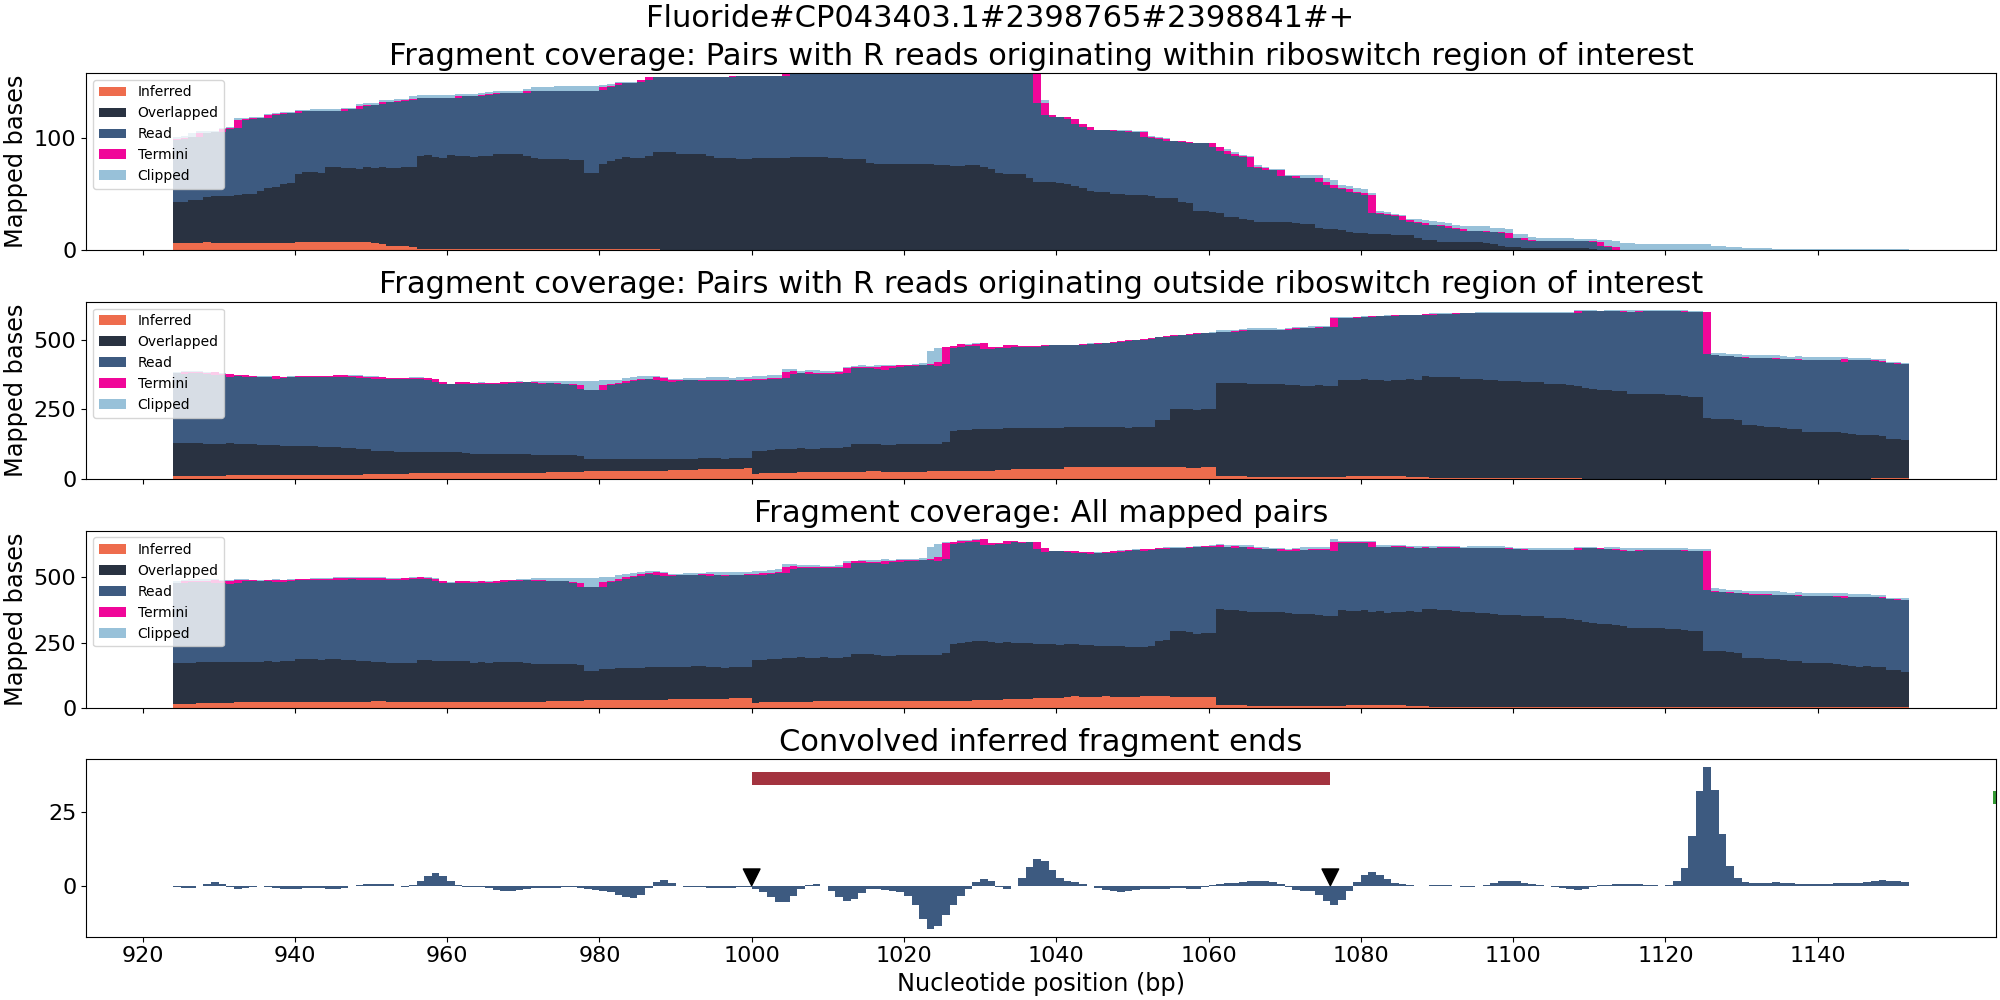 Fluoride#CP043403.1#2398765#2398841#+
Fragment coverage: Pairs with R reads originating within riboswitch region of interest
Mapped bases
100
0
Inferred
Overlapped
Read
Termini
Clipped
Fragment coverage: Pairs with R reads originating outside riboswitch region of interest
Mapped bases
500
250
0
Inferred
Overlapped
Read
Termini
Clipped
Fragment coverage: All mapped pairs
Mapped bases
500
250
0
Inferred
Overlapped
Read
Termini
Clipped
Convolved inferred fragment ends
25
0
920 940 960 980 1000 1020 1040 1060 1080 1100 1120 1140
Nucleotide position (bp)